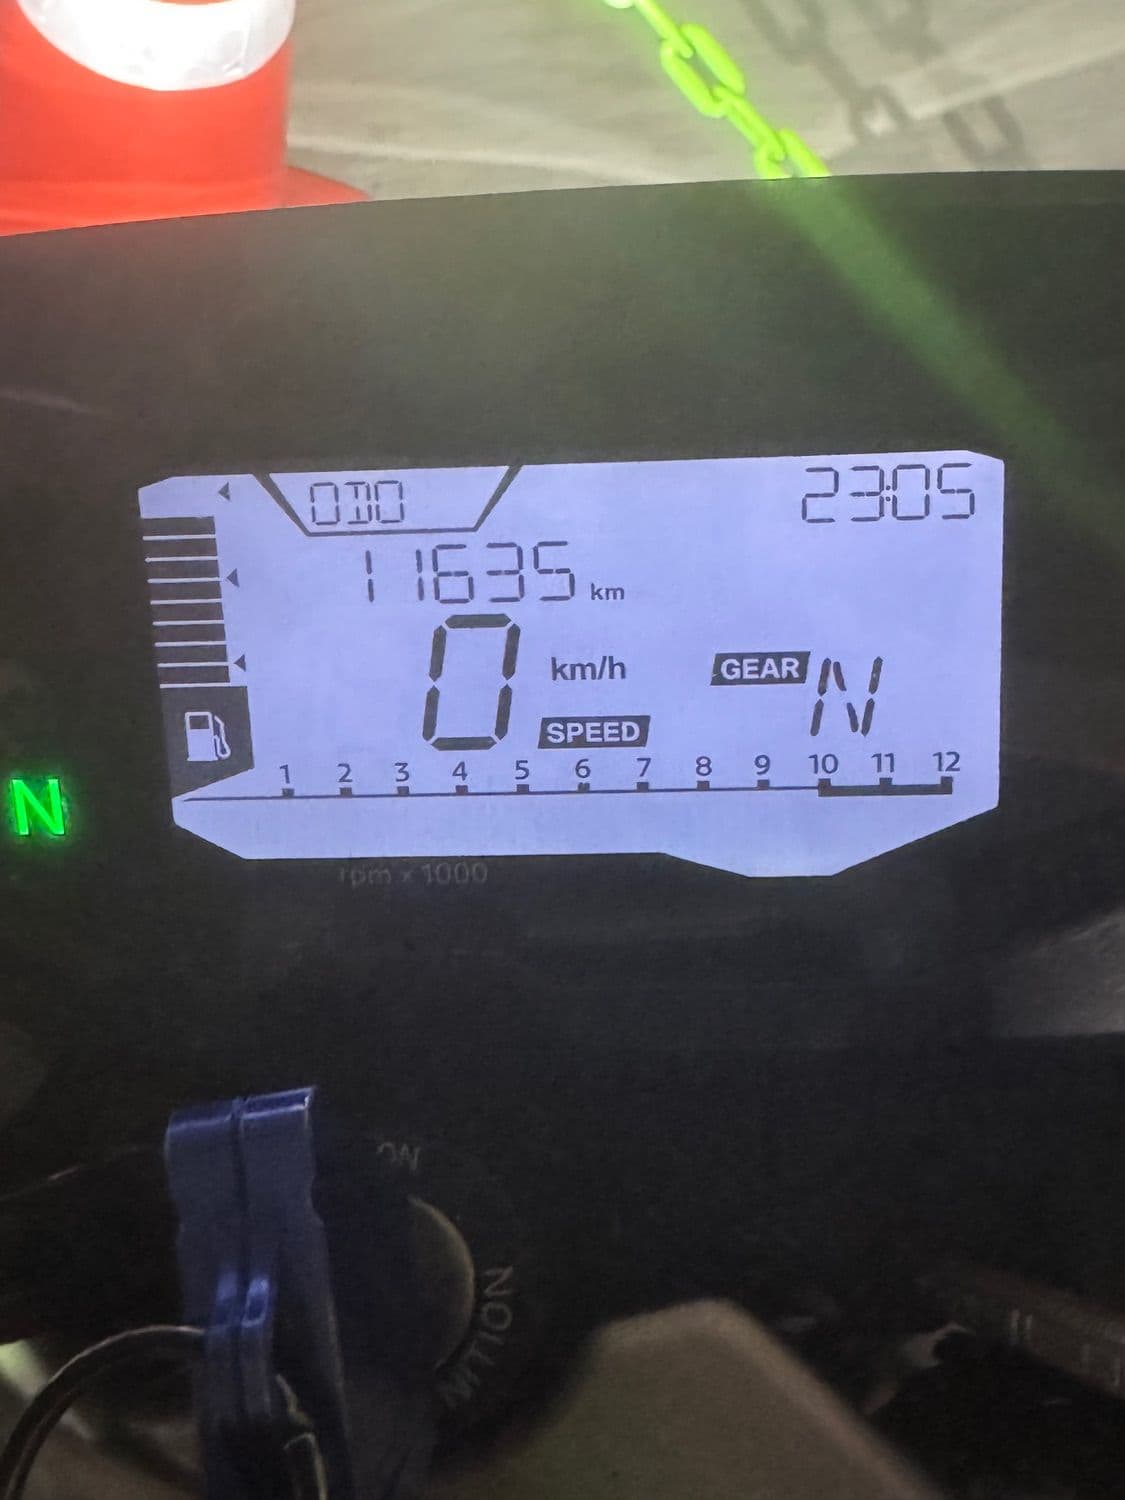 ODO
23:05
11635 km
0 km/h
SPEED
GEAR N
1 2 3 4 5 6 7 8 9 10 11 12
N
rpm x 1000
ON